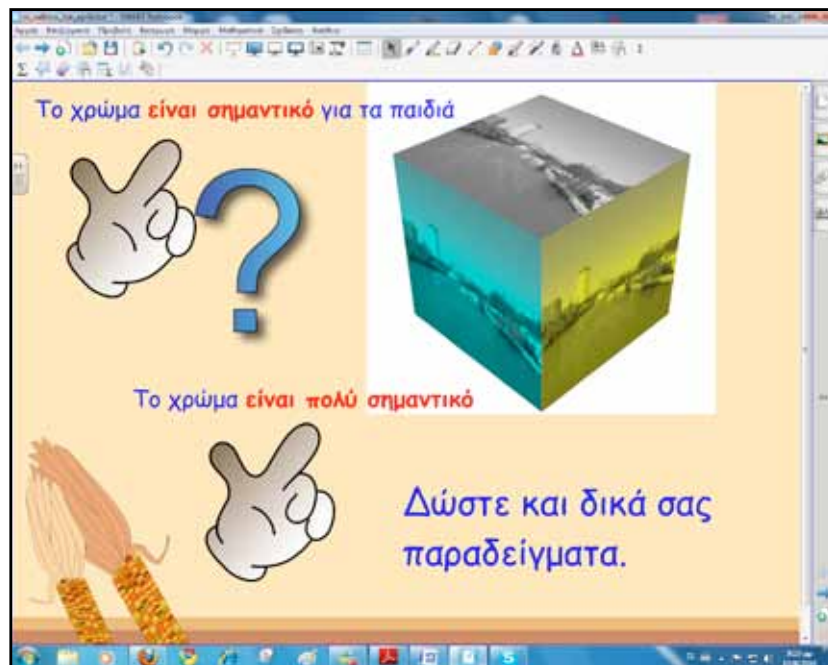 Το χρώμα είναι σημαντικό για τα παιδιά
?
Το χρώμα είναι πολύ σημαντικό
Δώστε και δικά σας
παραδείγματα.